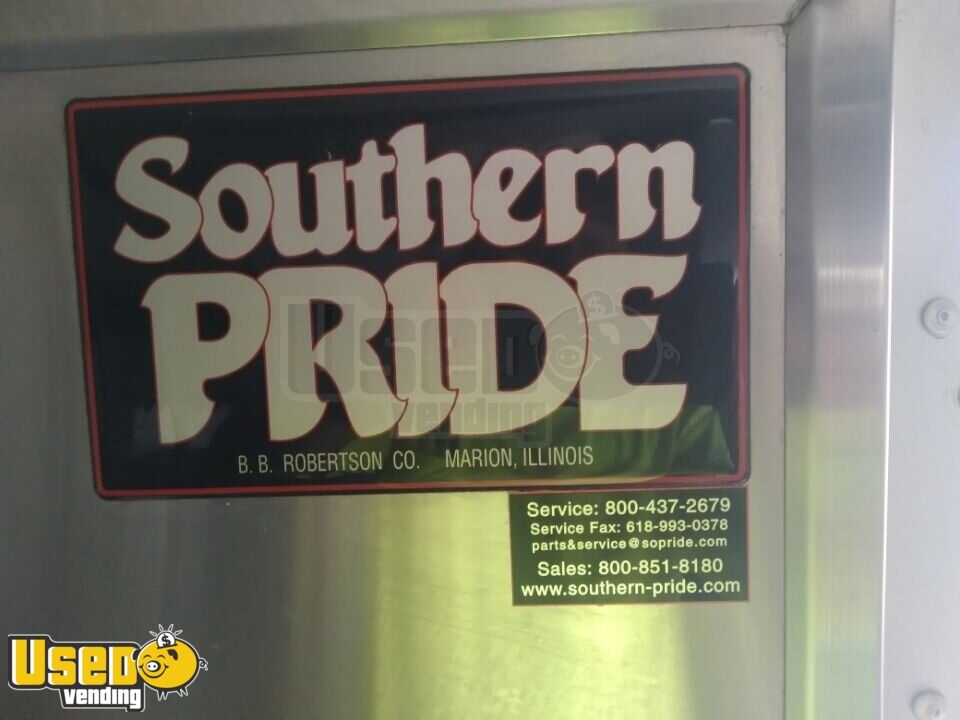 Southern
PRIDE
USED
vending
B. B. ROBERTSON CO. MARION, ILLINOIS
Service: 800-437-2679
Service Fax: 618-993-0378
parts&service@sopride.com
Sales: 800-851-8180
www.southern-pride.com
USED
vending